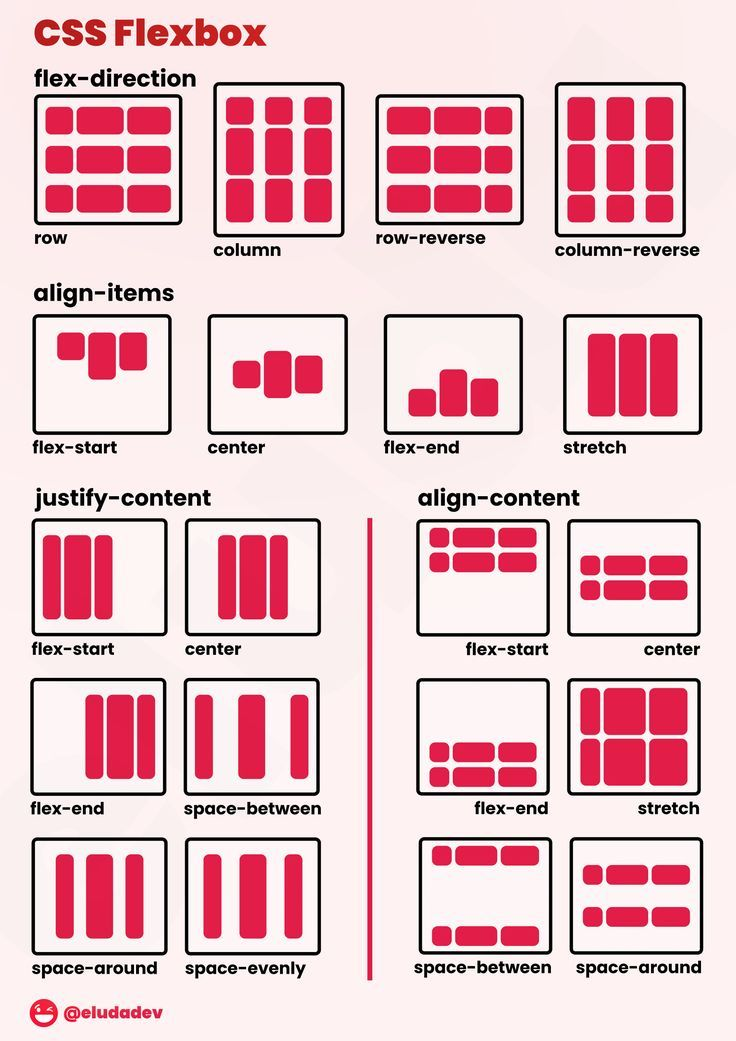 CSS Flexbox
flex-direction
row
column
row-reverse
column-reverse
align-items
flex-start
center
flex-end
stretch
justify-content
flex-start
center
flex-end
space-between
space-around
space-evenly
align-content
flex-start
center
flex-end
stretch
space-between
space-around
@eludadev